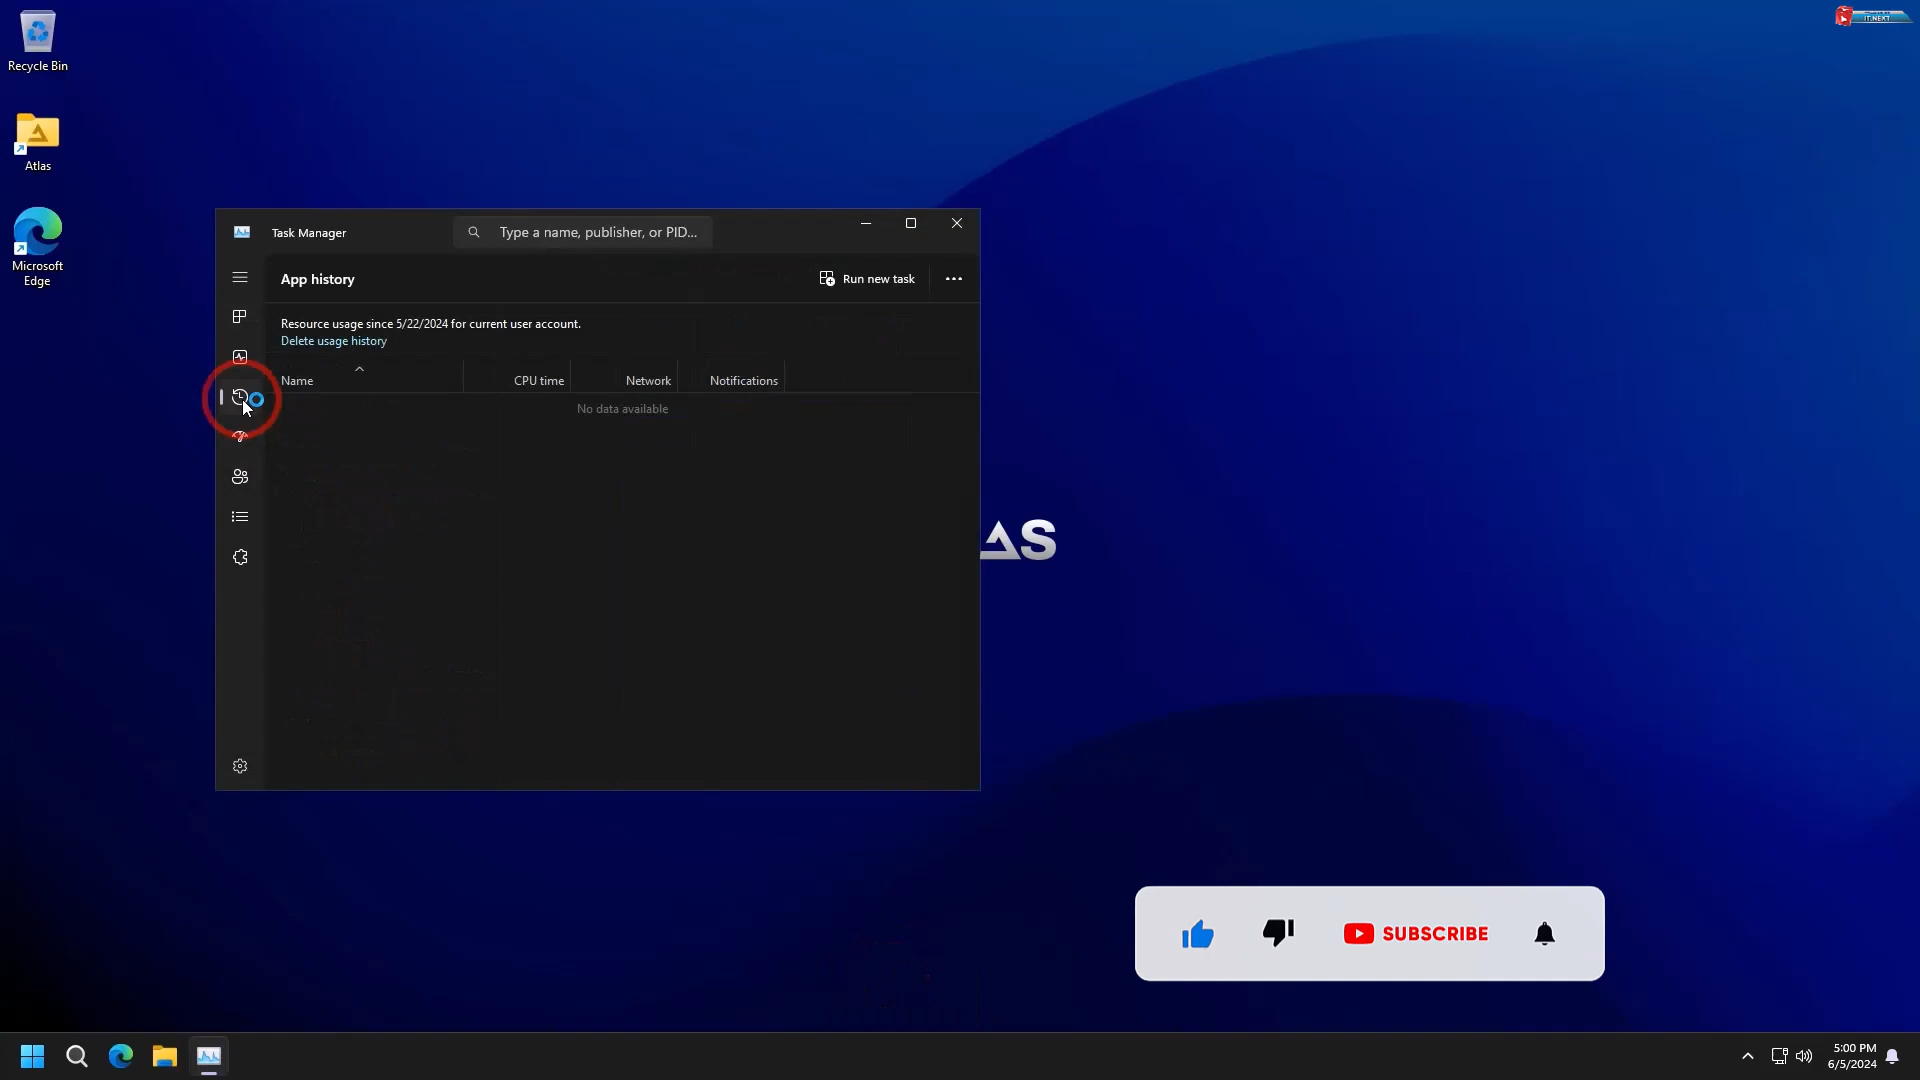 IT.NEXT
Recycle Bin
Atlas
Microsoft
Edge
Task Manager
Type a name, publisher, or PID...
App history
Run new task
Resource usage since 5/22/2024 for current user account.
Delete usage history
Name
CPU time
Network
Notifications
No data available
AS
SUBSCRIBE
5:00 PM
6/5/2024